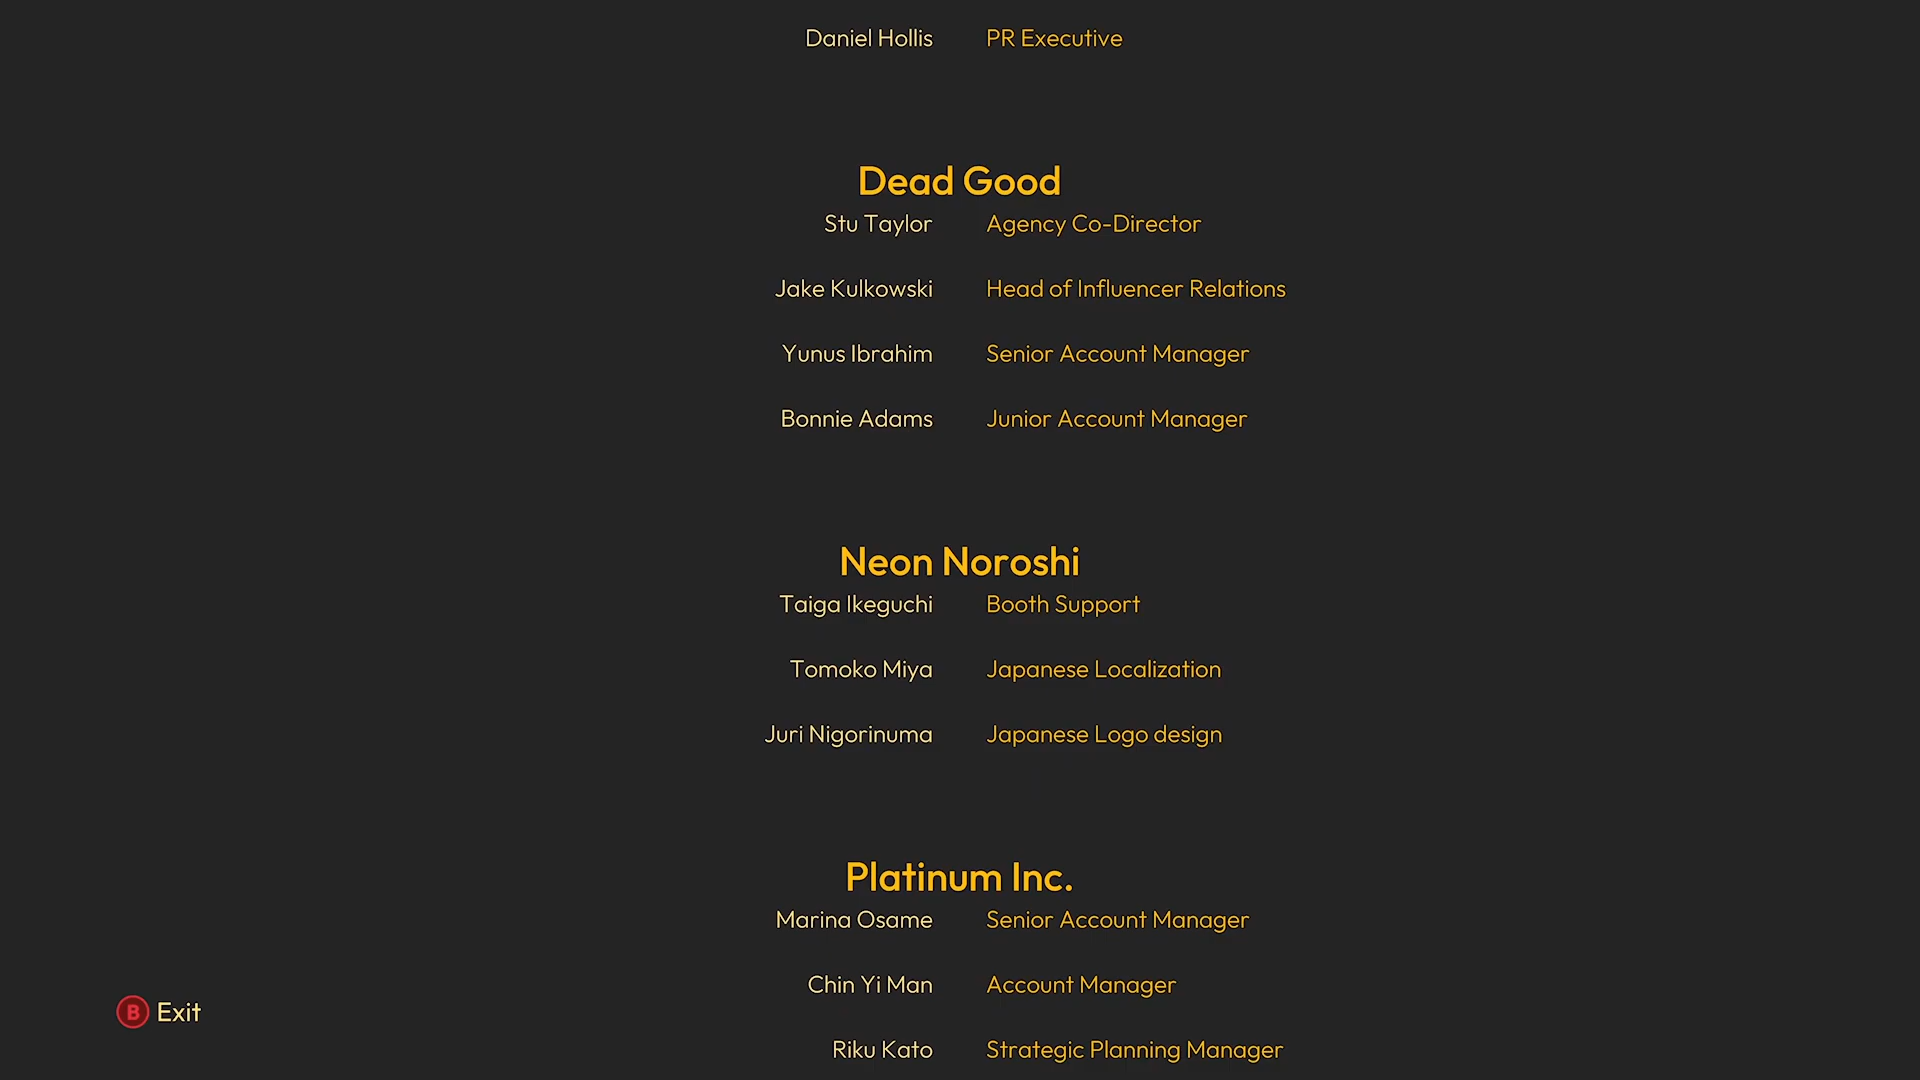 Daniel Hollis PR Executive
Dead Good
Stu Taylor Agency Co-Director
Jake Kulkowski Head of Influencer Relations
Yunus Ibrahim Senior Account Manager
Bonnie Adams Junior Account Manager
Neon Noroshi
Taiga Ikeguchi Booth Support
Tomoko Miya Japanese Localization
Juri Nigorinuma Japanese Logo design
Platinum Inc.
Marina Osame Senior Account Manager
Chin Yi Man Account Manager
B Exit
Riku Kato Strategic Planning Manager